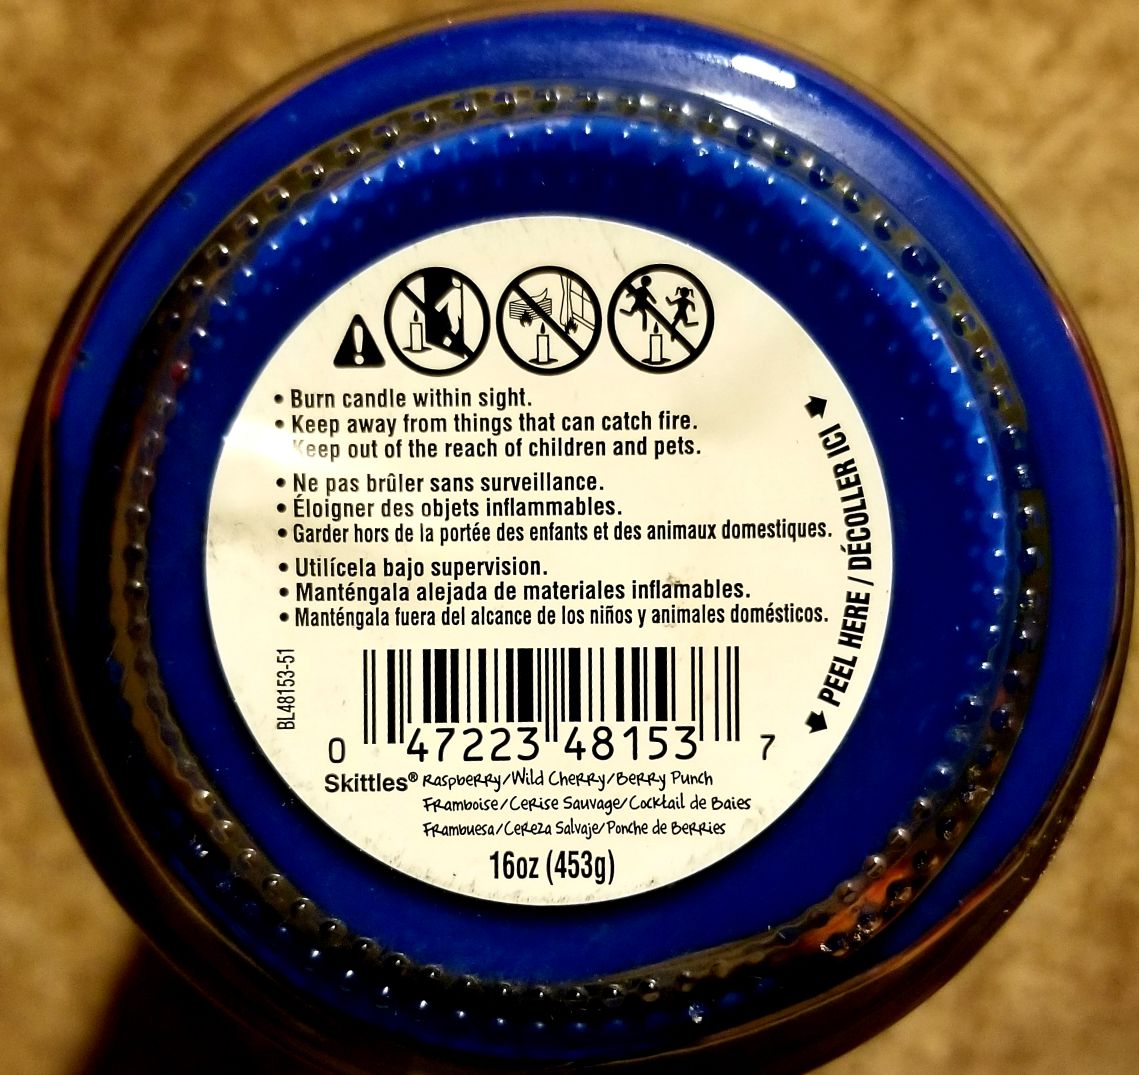 • Burn candle within sight.
• Keep away from things that can catch fire.
Keep out of the reach of children and pets.
• Ne pas brûler sans surveillance.
• Éloigner des objets inflammables.
• Garder hors de la portée des enfants et des animaux domestiques.
• Utilícela bajo supervision.
• Manténgala alejada de materiales inflamables.
• Manténgala fuera del alcance de los niños y animales domésticos.
PEEL HERE / DÉCOLLER ICI
BL48153-51
0 47223 48153 7
Skittles® Raspberry/Wild Cherry/Berry Punch
Framboise/Cerise Sauvage/Cocktail de Baies
Frambuesa/Cereza Salvaje/Ponche de Berries
16oz (453g)